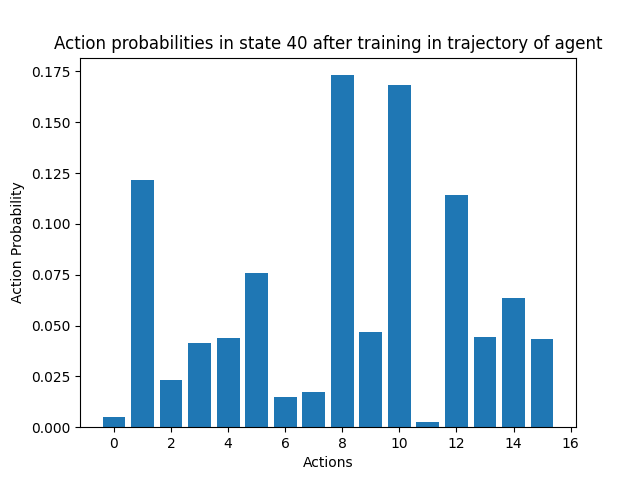 Action probabilities in state 40 after training in trajectory of agent
0.175
0.150
0.125
0.100
0.075
0.050
0.025
0.000
Action Probability
0 2 4 6 8 10 12 14 16
Actions